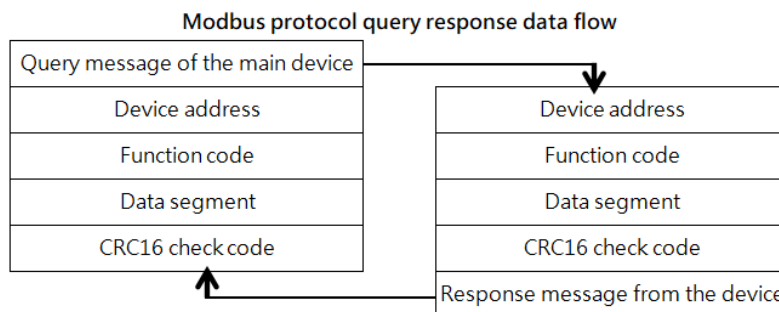 Modbus protocol query response data flow
Query message of the main device
Device address
Function code
Data segment
CRC16 check code
Device address
Function code
Data segment
CRC16 check code
Response message from the device